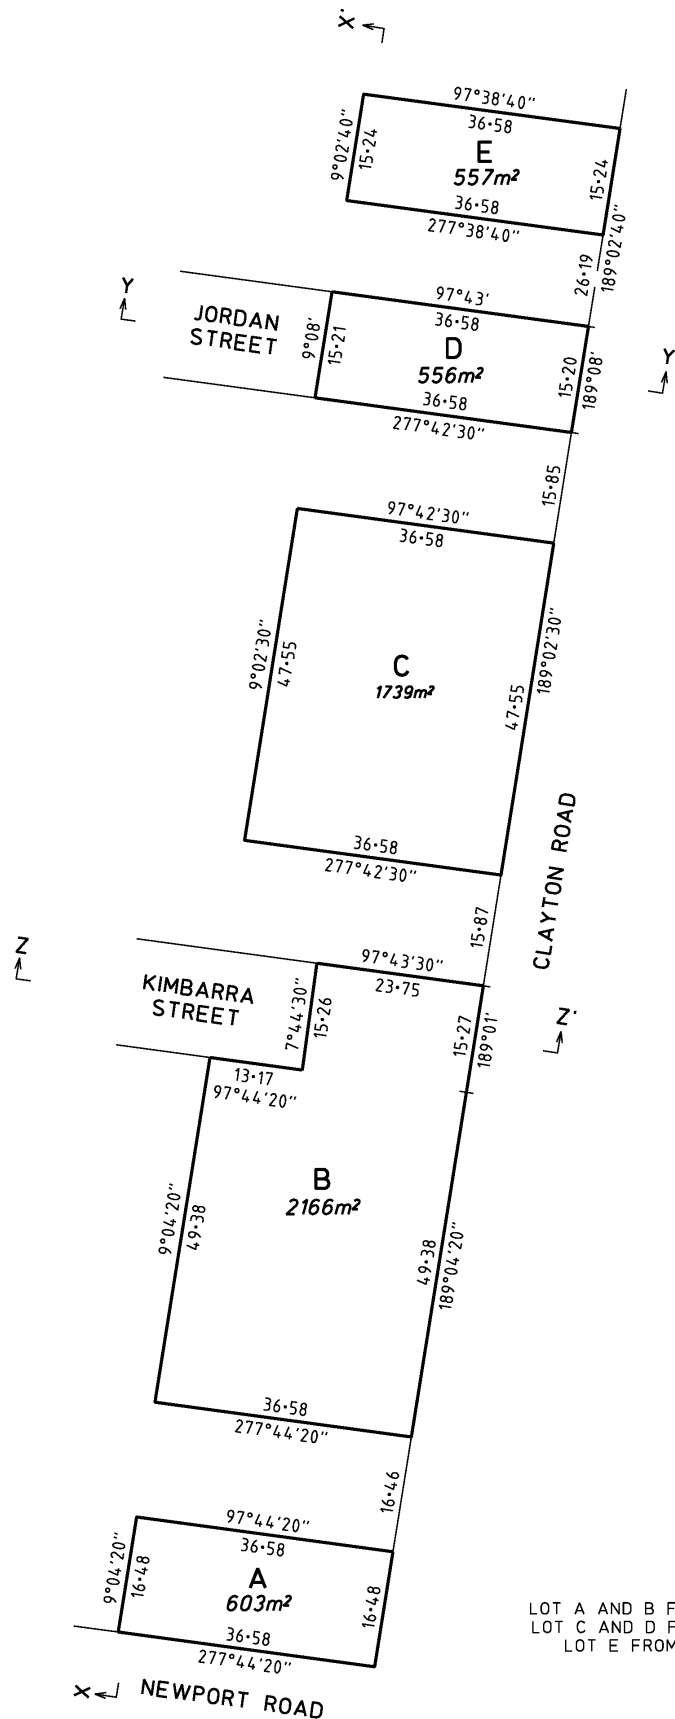 X'
97°38'40"
36·58
9°02'40"
15·24
E
557m²
15·24
36·58
277°38'40"
26·19
189°02'40"
Y
JORDAN
STREET
97°43'
36·58
9°08'
15·21
D
556m²
15·20
189°08'
36·58
277°42'30"
Y'
15·85
97°42'30"
36·58
9°02'30"
47·55
C
1739m²
47·55
189°02'30"
36·58
277°42'30"
CLAYTON ROAD
15·87
Z
KIMBARRA
STREET
97°43'30"
23·75
7°44'30"
15·26
15·27
189°01'
Z'
13·17
97°44'20"
B
2166m²
9°04'20"
49·38
49·38
189°04'20"
36·58
277°44'20"
16·46
97°44'20"
36·58
9°04'20"
16·48
A
603m²
16·48
36·58
277°44'20"
LOT A AND B F
LOT C AND D F
LOT E FROM
X
NEWPORT ROAD